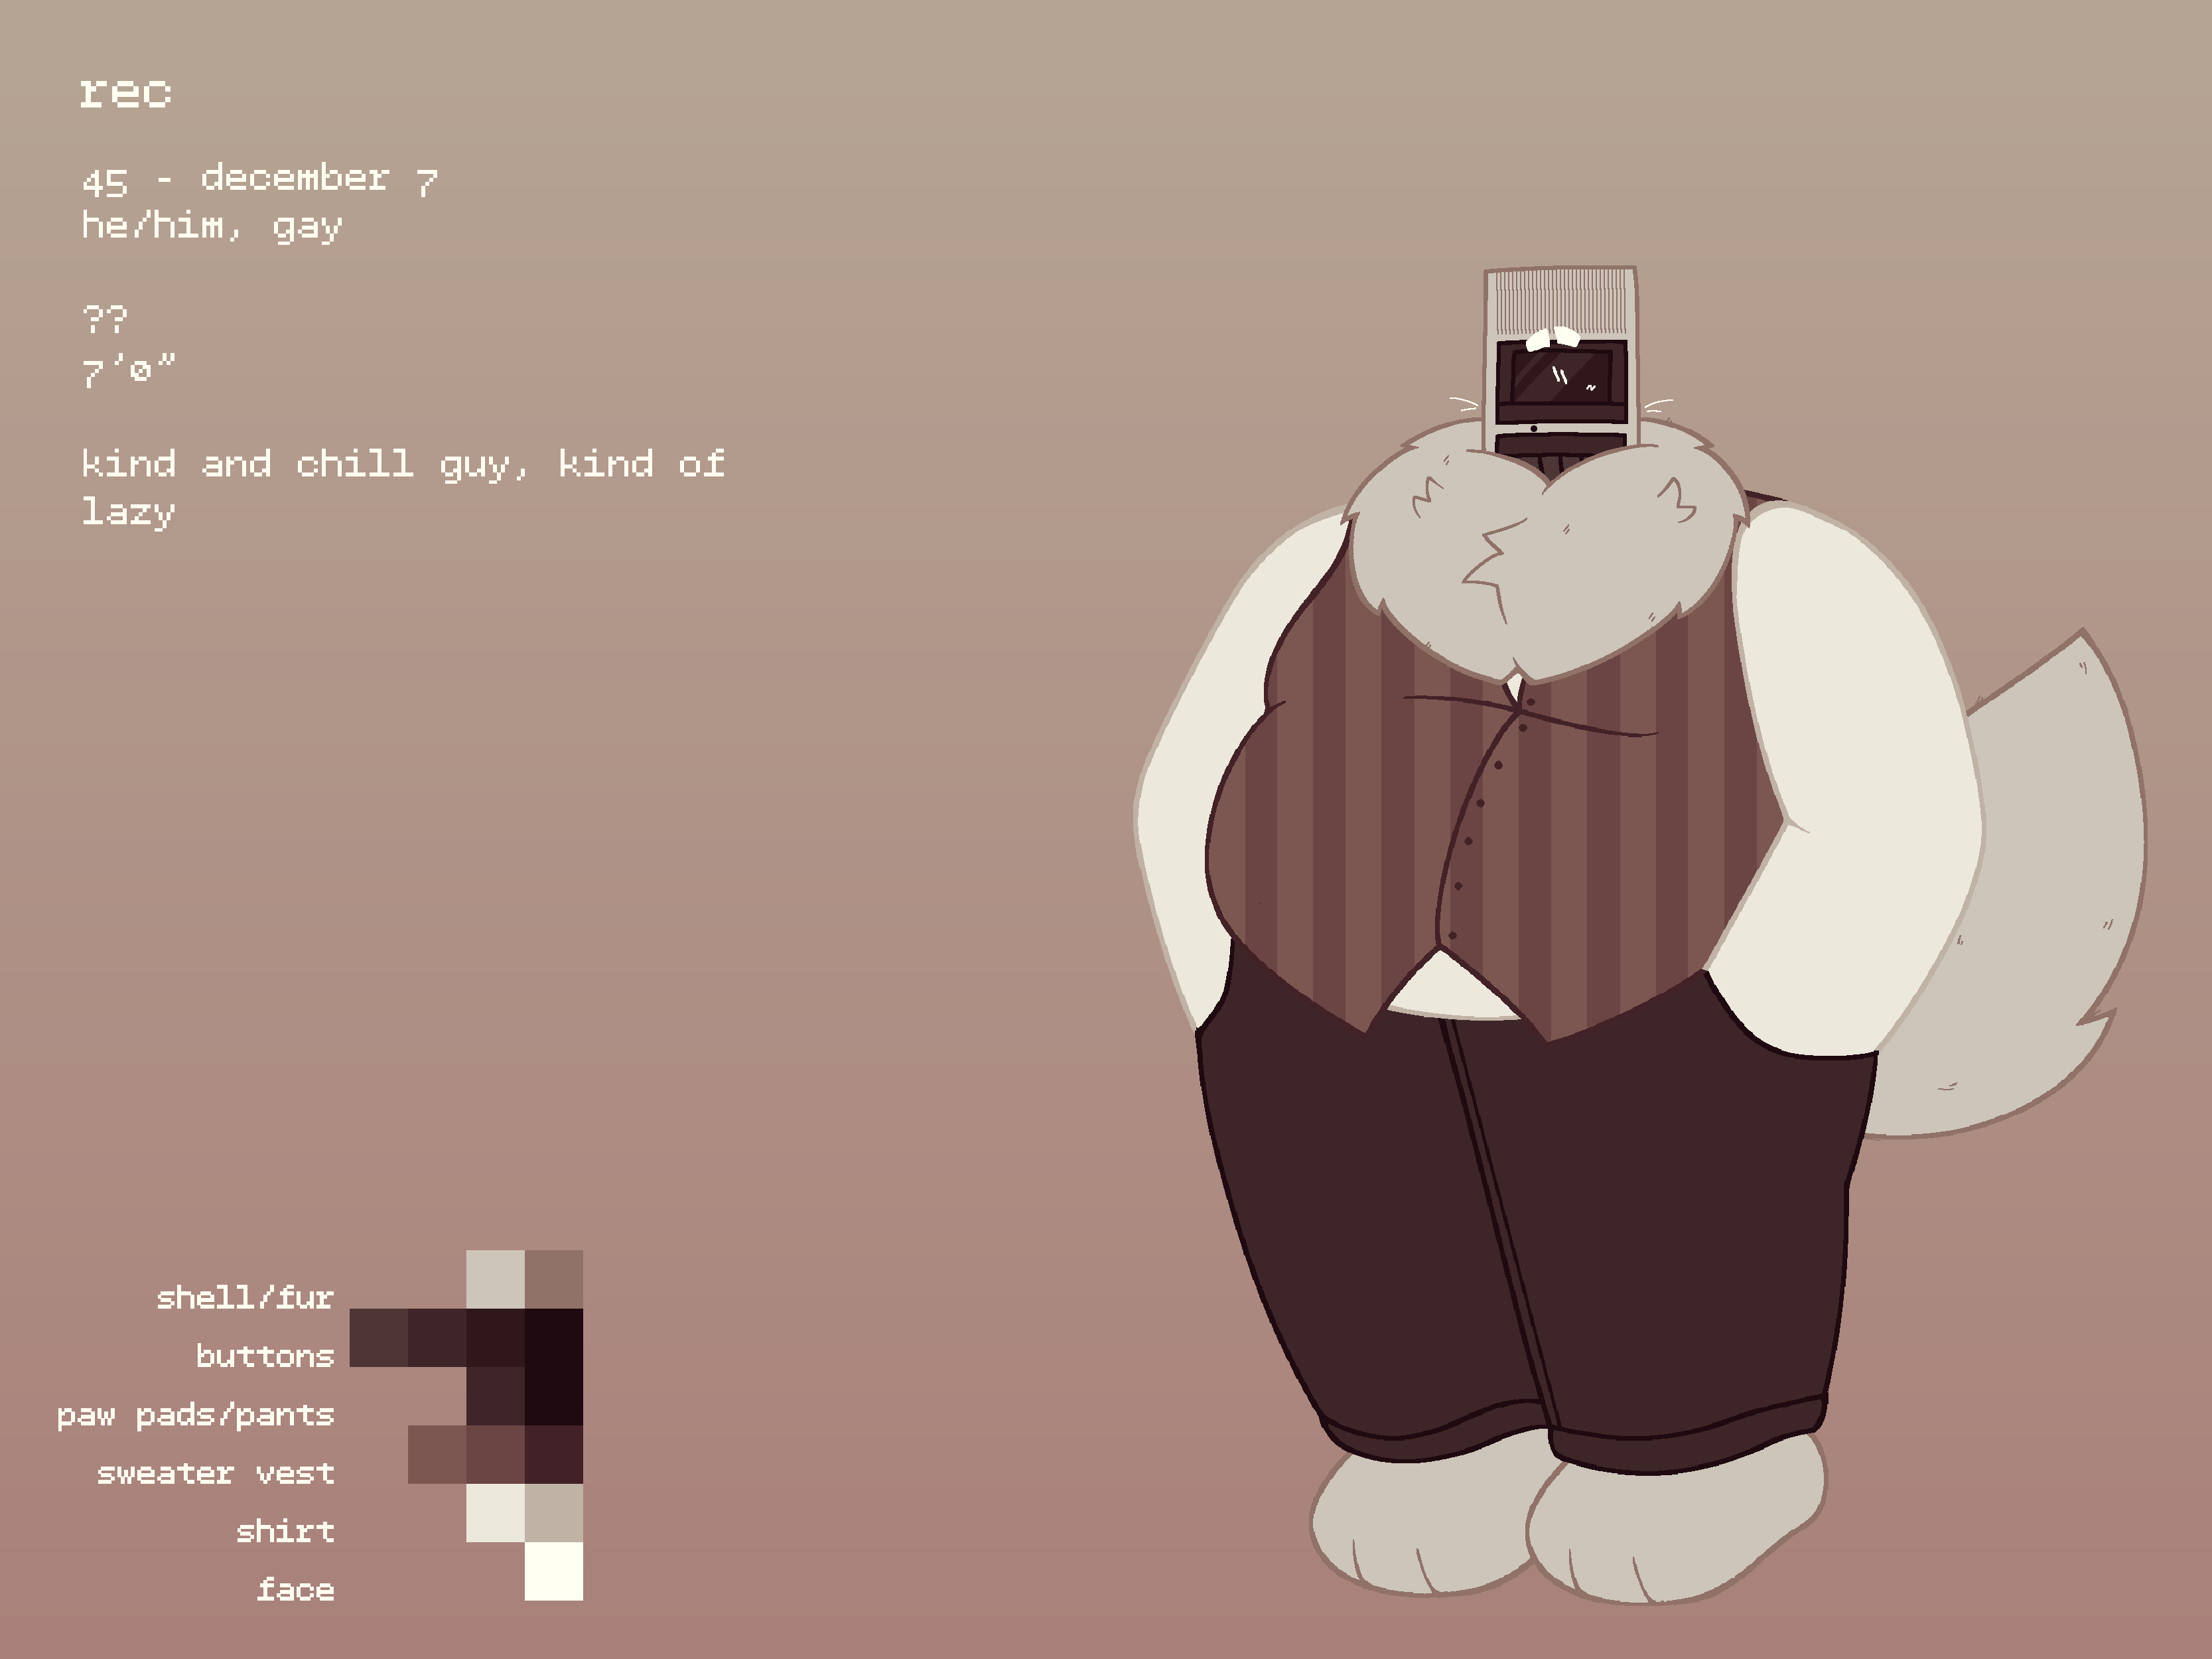 rec
45 - december 7
he/him, gay
??
7'0"
kind and chill guy, kind of
lazy
shell/fur
buttons
paw pads/pants
sweater vest
shirt
face